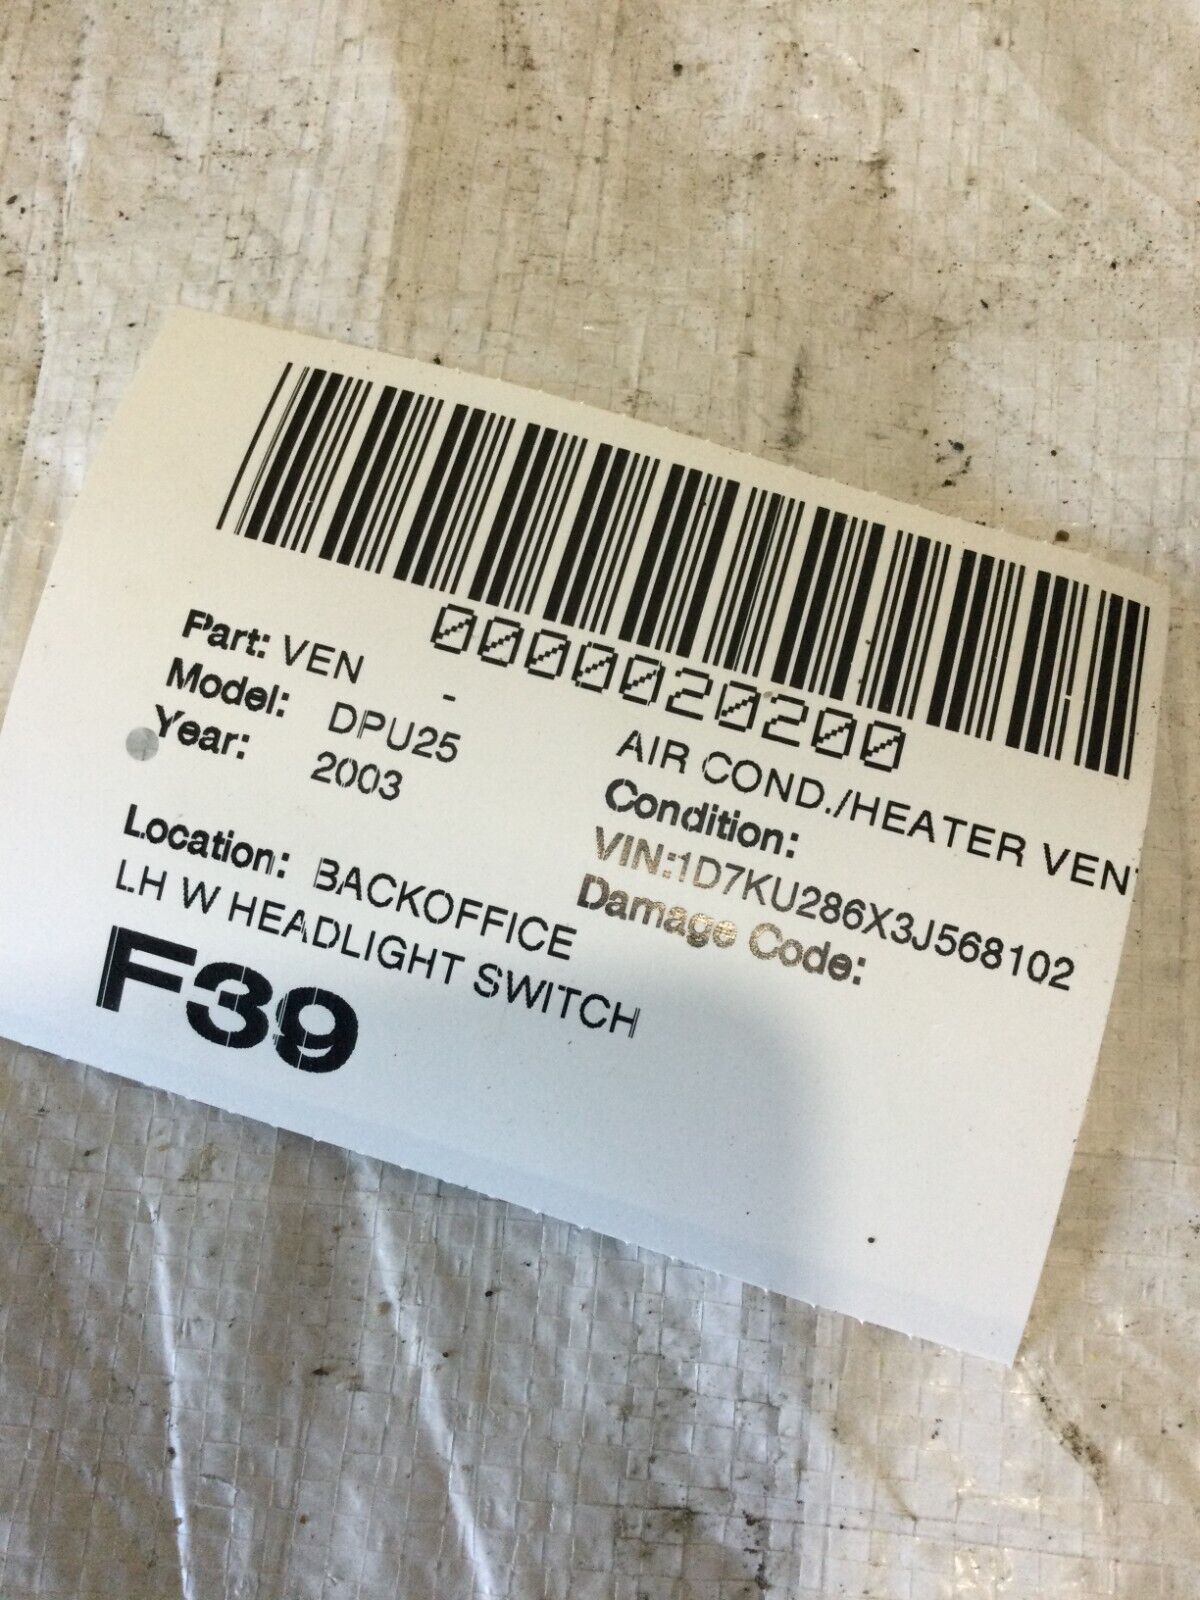 0000020200
Part: VEN - AIR COND./HEATER VENT
Model: DPU25 Condition:
Year: 2003 VIN:1D7KU286X3J568102
Damage Code:
Location: BACKOFFICE
LH W HEADLIGHT SWITCH
F39